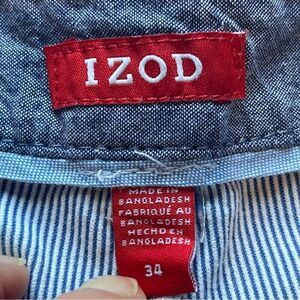 IZOD
MADE IN
BANGLADESH
FABRIQUÉ AU
BANGLADESH
HECHO EN
BANGLADESH
34